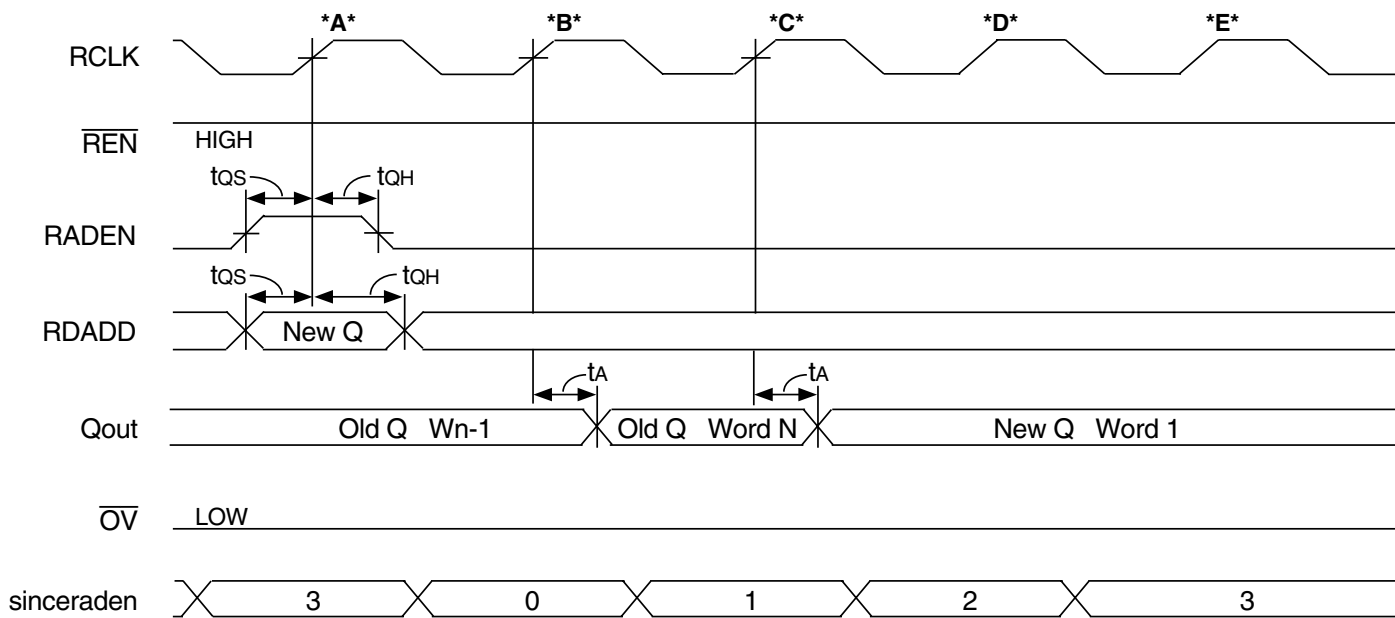 *A* *B* *C* *D* *E*
RCLK
REN HIGH
tQS tQH
RADEN
tQS tQH
RDADD New Q
tA tA
Qout Old Q Wn-1 Old Q Word N New Q Word 1
OV LOW
sinceraden 3 0 1 2 3